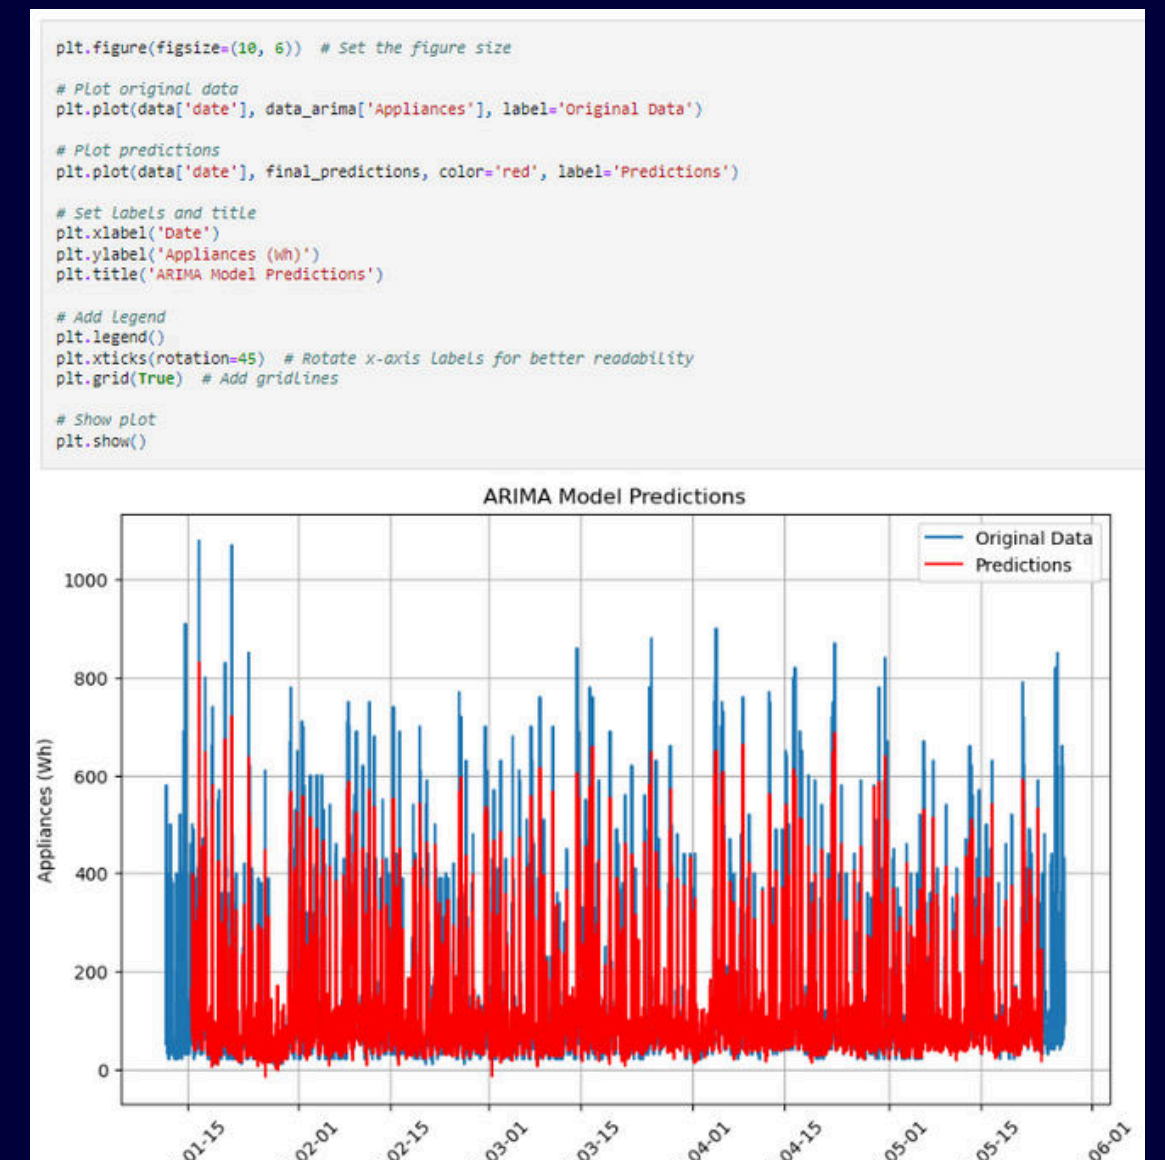 plt.figure(figsize=(10, 6))  # Set the figure size
# Plot original data
plt.plot(data['date'], data_arima['Appliances'], label='Original Data')
# Plot predictions
plt.plot(data['date'], final_predictions, color='red', label='Predictions')
# Set labels and title
plt.xlabel('Date')
plt.ylabel('Appliances (Wh)')
plt.title('ARIMA Model Predictions')
# Add Legend
plt.legend()
plt.xticks(rotation=45)  # Rotate x-axis labels for better readability
plt.grid(True)  # Add gridlines
# Show plot
plt.show()
ARIMA Model Predictions
Original Data
Predictions
1000
800
600
400
200
0
Appliances (Wh)
01-15
02-01
02-15
03-01
03-15
04-01
04-15
05-01
05-15
06-01